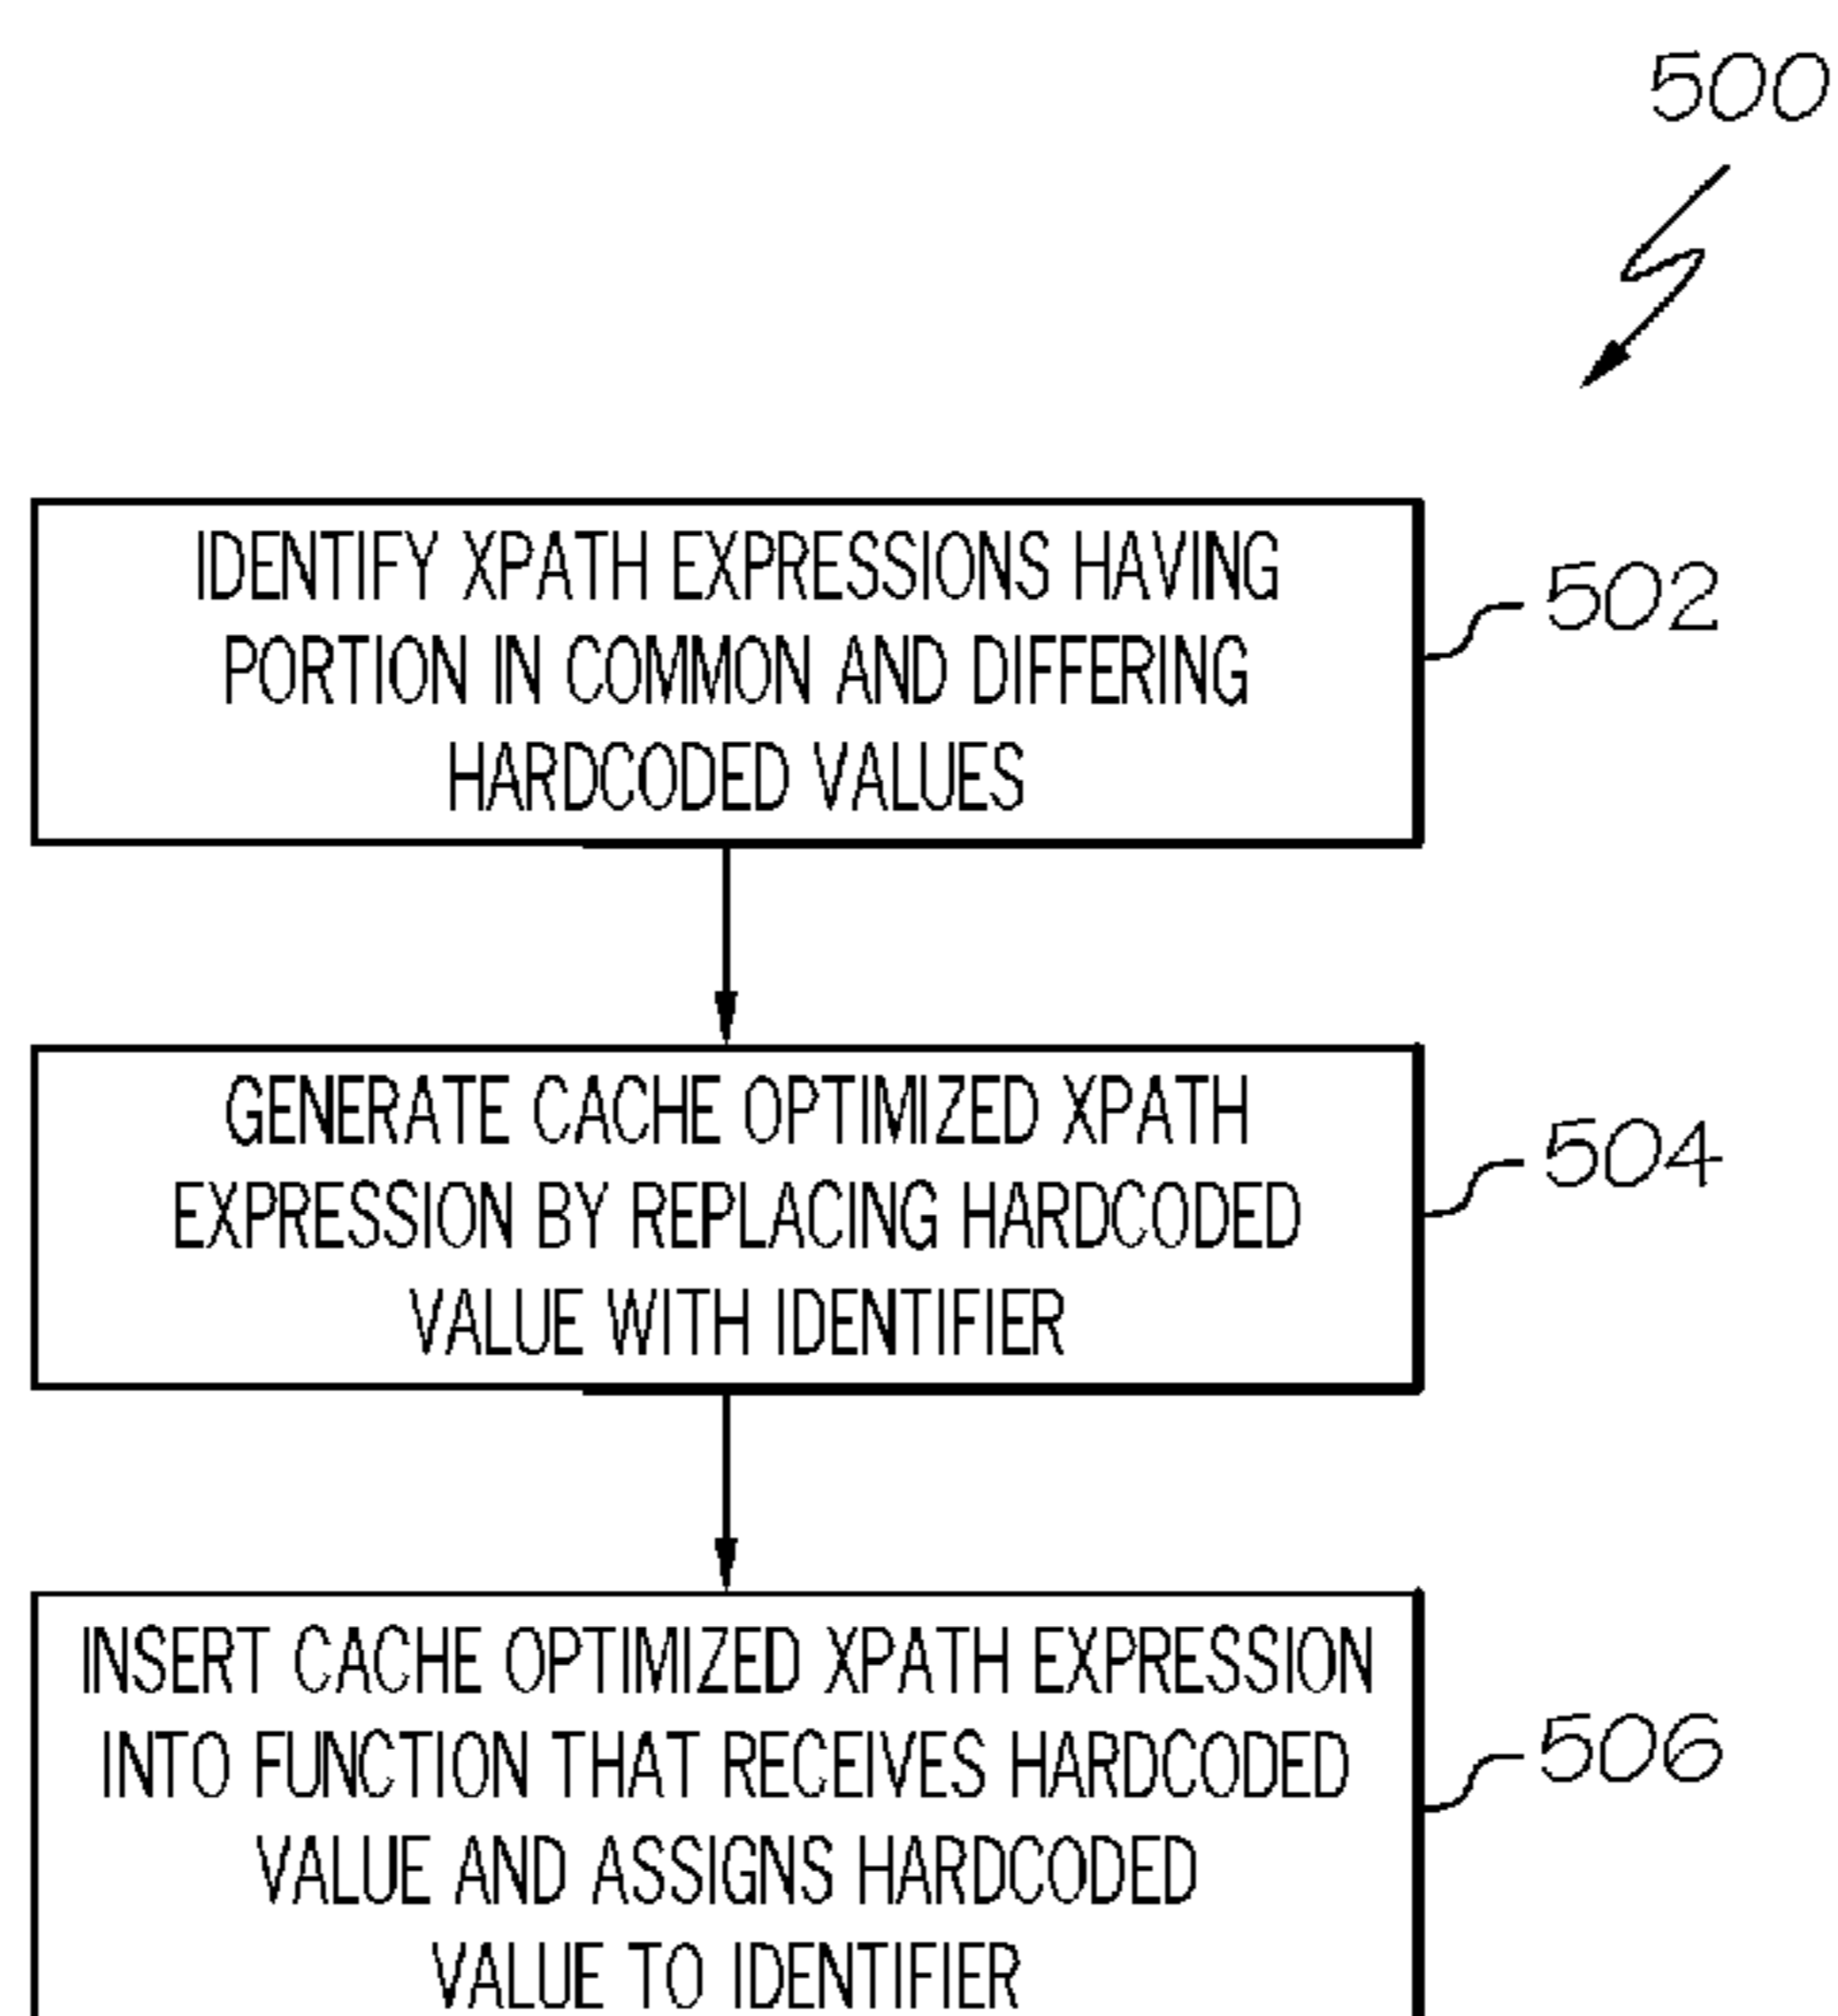 500
IDENTIFY XPATH EXPRESSIONS HAVING
PORTION IN COMMON AND DIFFERING
HARDCODED VALUES
502
GENERATE CACHE OPTIMIZED XPATH
EXPRESSION BY REPLACING HARDCODED
VALUE WITH IDENTIFIER
504
INSERT CACHE OPTIMIZED XPATH EXPRESSION
INTO FUNCTION THAT RECEIVES HARDCODED
VALUE AND ASSIGNS HARDCODED
VALUE TO IDENTIFIER
506